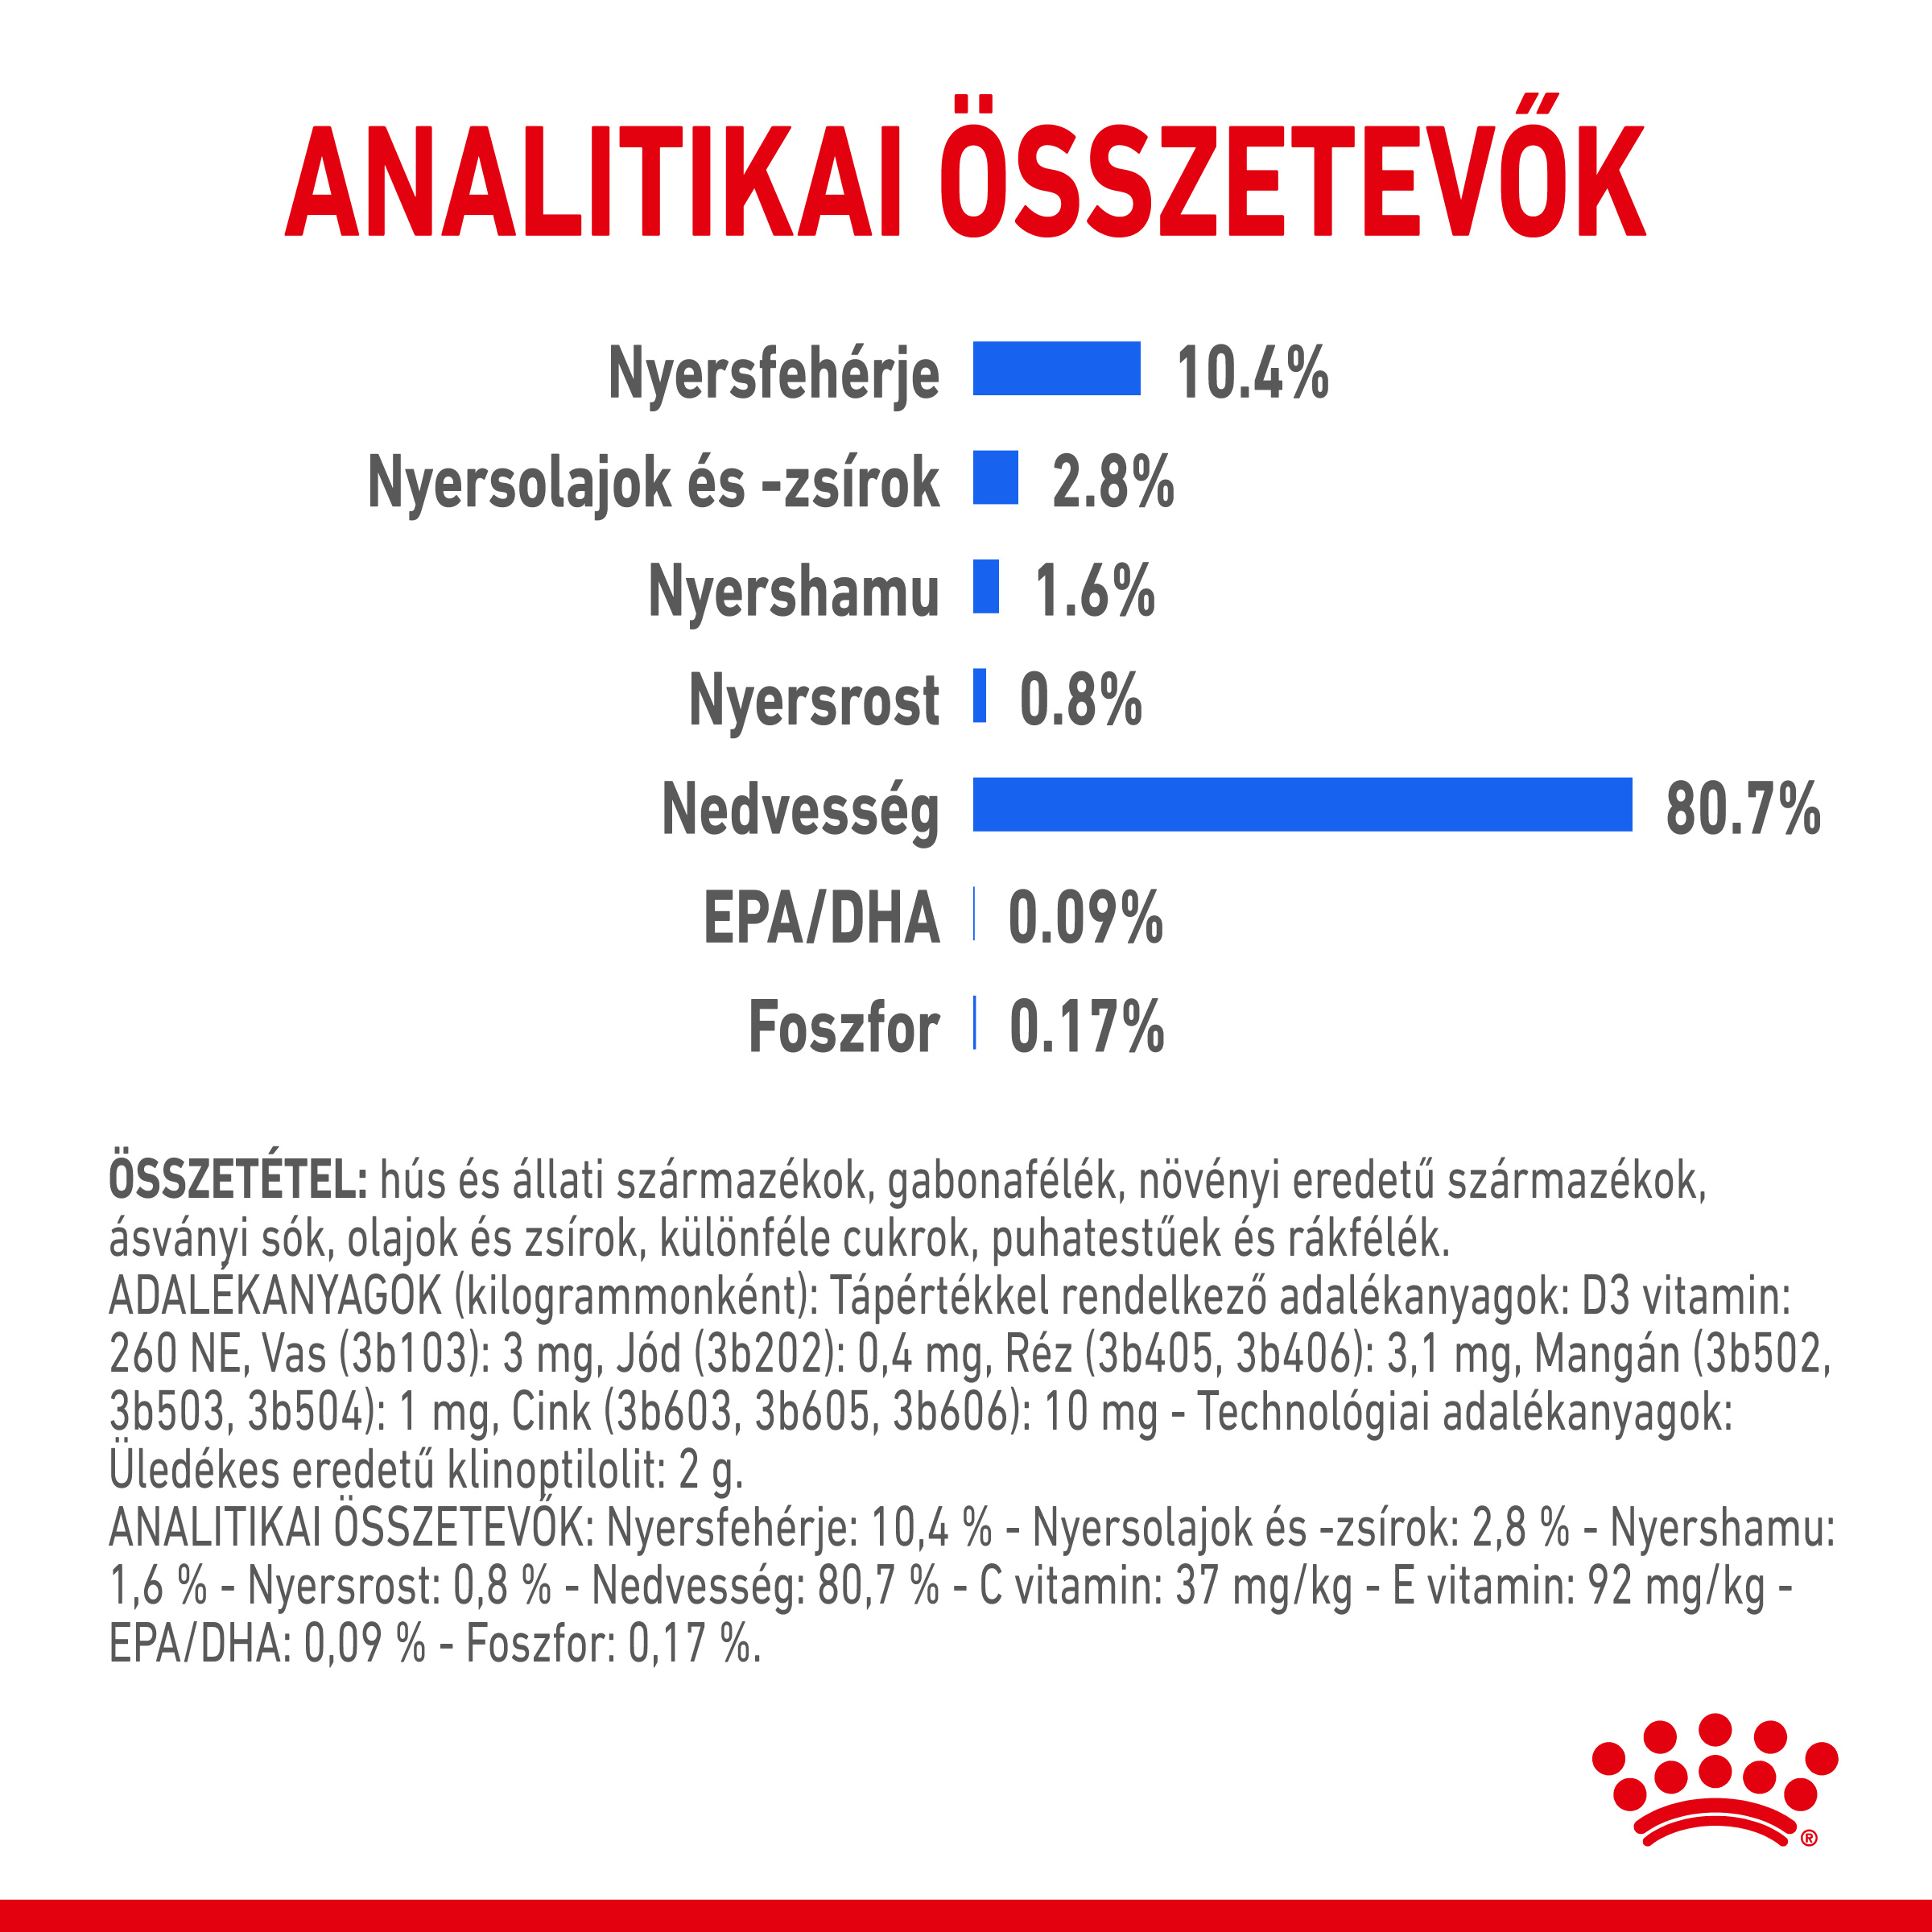 ANALITIKAI ÖSSZETEVŐK
Nyersfehérje 10.4%
Nyersolajok és -zsírok 2.8%
Nyershamu 1.6%
Nyersrost 0.8%
Nedvesség 80.7%
EPA/DHA 0.09%
Foszfor 0.17%
ÖSSZETÉTEL: hús és állati származékok, gabonafélék, növényi eredetű származékok,
ásványi sók, olajok és zsírok, különféle cukrok, puhatestűek és rákfélék.
ADALÉKANYAGOK (kilogrammonként): Tápértékkel rendelkező adalékanyagok: D3 vitamin:
260 NE, Vas (3b103): 3 mg, Jód (3b202): 0,4 mg, Réz (3b405, 3b406): 3,1 mg, Mangán (3b502,
3b503, 3b504): 1 mg, Cink (3b603, 3b605, 3b606): 10 mg - Technológiai adalékanyagok:
Üledékes eredetű klinoptilolit: 2 g.
ANALITIKAI ÖSSZETEVŐK: Nyersfehérje: 10,4 % - Nyersolajok és -zsírok: 2,8 % - Nyershamu:
1,6 % - Nyersrost: 0,8 % - Nedvesség: 80,7 % - C vitamin: 37 mg/kg - E vitamin: 92 mg/kg -
EPA/DHA: 0,09 % - Foszfor: 0,17 %.
®